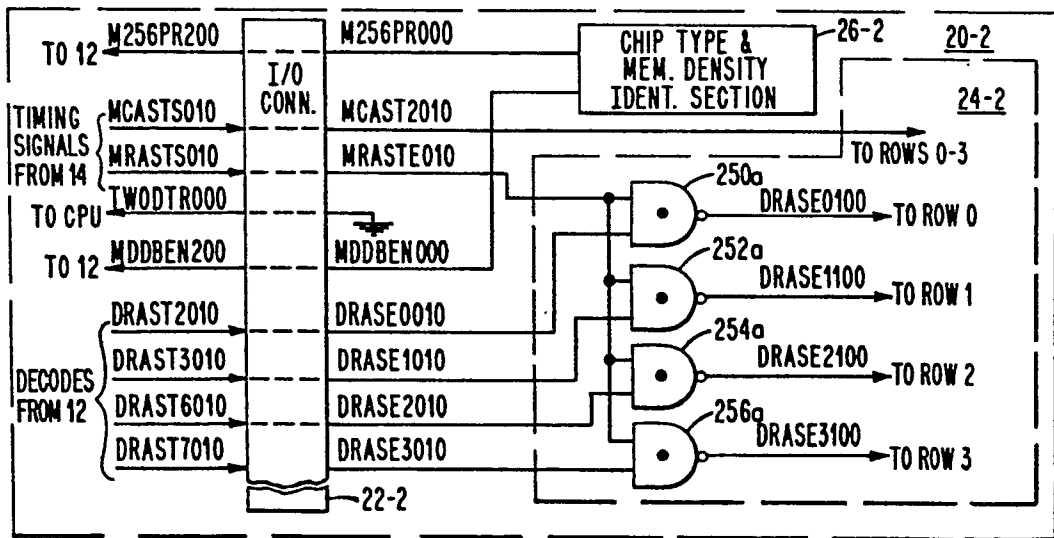 M256PR200
M256PR000
TO 12
I/O
CONN.
CHIP TYPE &
MEM. DENSITY
IDENT. SECTION
26-2
20-2
24-2
TIMING
SIGNALS
FROM 14
MCASTS010
MCAST2010
TO ROWS 0-3
MRASTS010
MRASTE010
TO CPU
TWODTR000
TO 12
MDDBEN200
MDDBEN000
250a
DRASE0100
TO ROW 0
252a
DRASE1100
TO ROW 1
254a
DRASE2100
TO ROW 2
256a
DRASE3100
TO ROW 3
DECODES
FROM 12
DRAST2010
DRASE0010
DRAST3010
DRASE1010
DRAST6010
DRASE2010
DRAST7010
DRASE3010
22-2